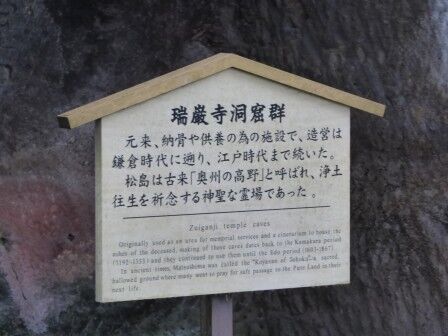 瑞巌寺洞窟群
元来、納骨や供養の為の施設で、造営は
鎌倉時代に遡り、江戸時代まで続いた。
松島は古来「奥州の高野」と呼ばれ、浄土
往生を祈念する神聖な霊場であった。
Zuiganji temple caves
Originally used as an area for memorial services and a cinerarium to house the
ashes of the deceased, making of these caves dates back to the Kamakura period
(1192-1333) and they continued to use them until the Edo period (1603-1867).
In ancient times, Matsushima was called the "Koyasan of Oshuku", a sacred,
hallowed ground where many went to pray for safe passage to the Pure Land in their
next life.